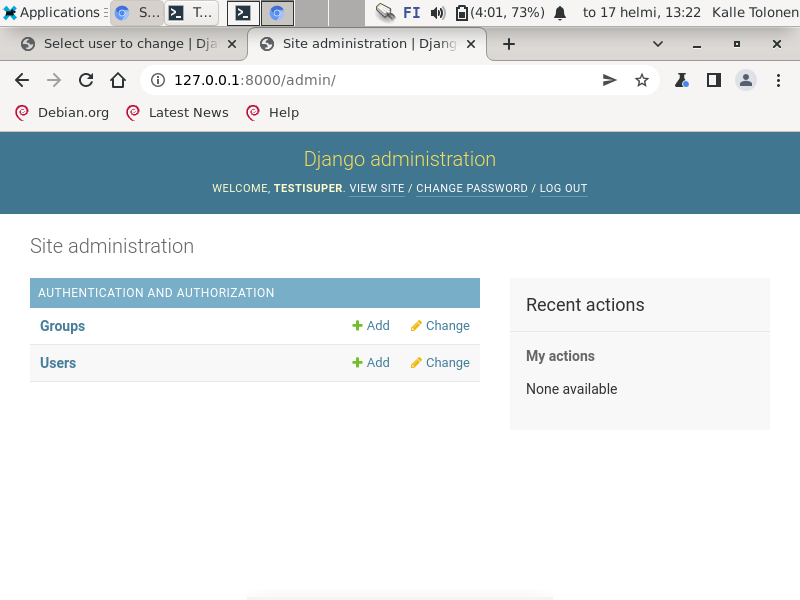 Applications S... T... FI (4:01, 73%) to 17 helmi, 13:22 Kalle Tolonen
Select user to change | Dja Site administration | Djang
127.0.0.1:8000/admin/
Debian.org Latest News Help
Django administration
WELCOME, TESTISUPER. VIEW SITE / CHANGE PASSWORD / LOG OUT
Site administration
AUTHENTICATION AND AUTHORIZATION
Groups Add Change
Users Add Change
Recent actions
My actions
None available